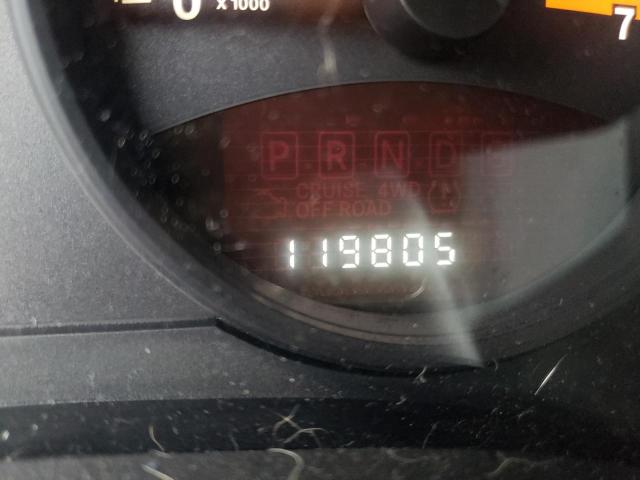 0 x1000
7
P R N D
CRUISE 4WD (!)
OFF ROAD
119805